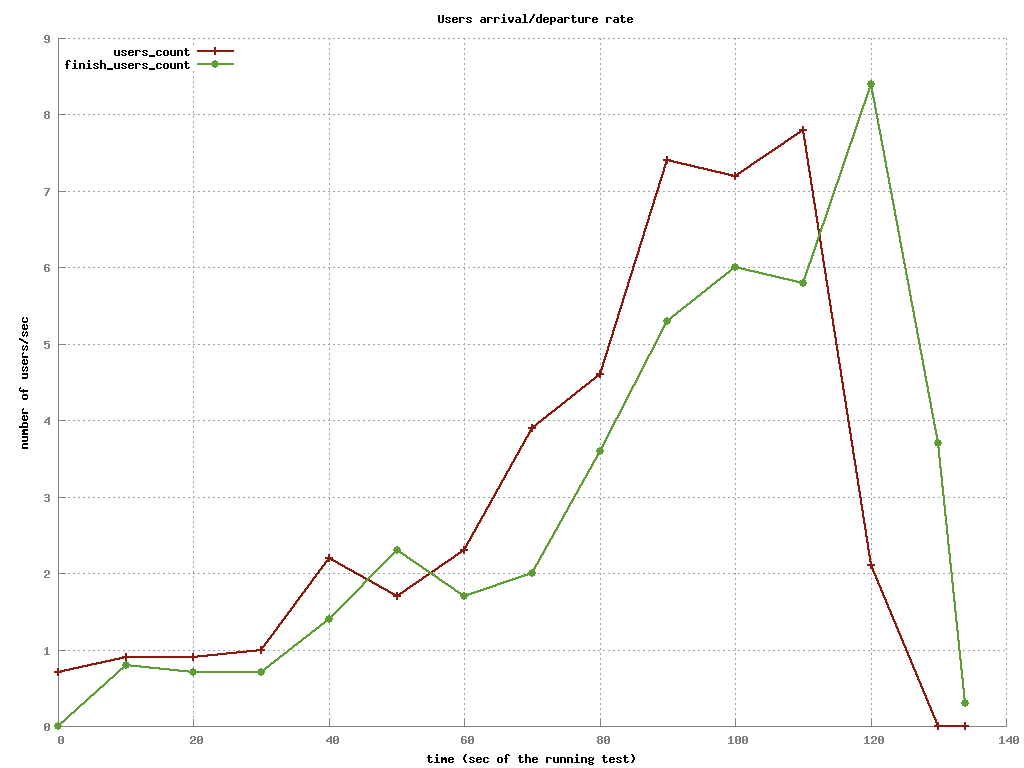 Users arrival/departure rate
users_count
finish_users_count
9
8
7
6
5
4
3
2
1
0
number of users/sec
0 20 40 60 80 100 120 140
time (sec of the running test)